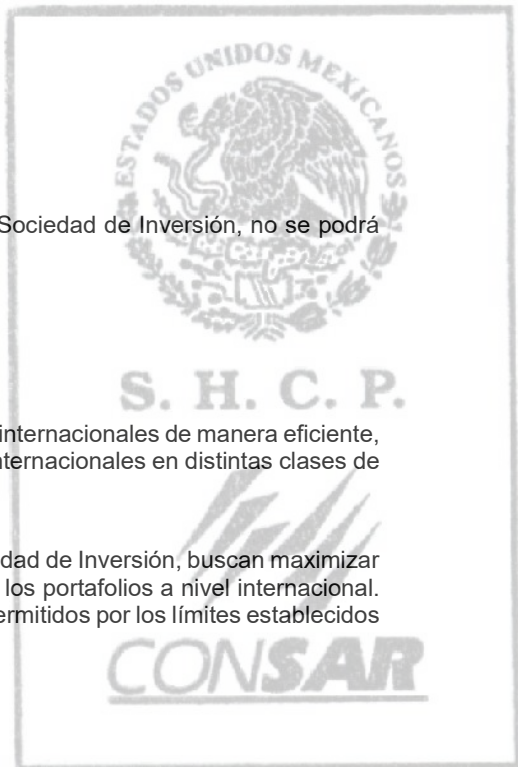 ESTADOS UNIDOS MEXICANOS
Sociedad de Inversión, no se podrá
S. H. C. P.
internacionales de manera eficiente,
internacionales en distintas clases de
dad de Inversión, buscan maximizar
los portafolios a nivel internacional.
ermitidos por los límites establecidos
CONSAR